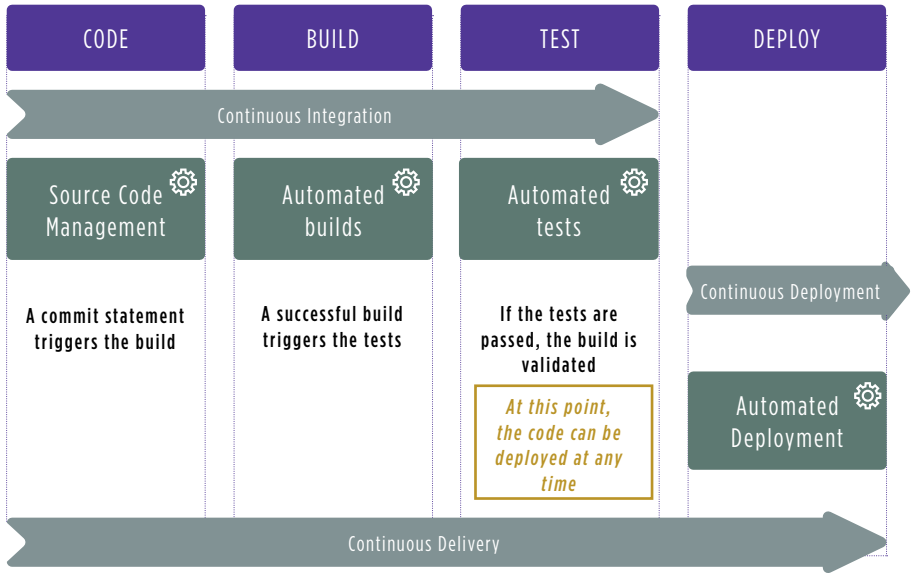 CODE
BUILD
TEST
DEPLOY
Continuous Integration
Source Code
Management
Automated
builds
Automated
tests
A commit statement
triggers the build
A successful build
triggers the tests
If the tests are
passed, the build is
validated
At this point,
the code can be
deployed at any
time
Continuous Deployment
Automated
Deployment
Continuous Delivery